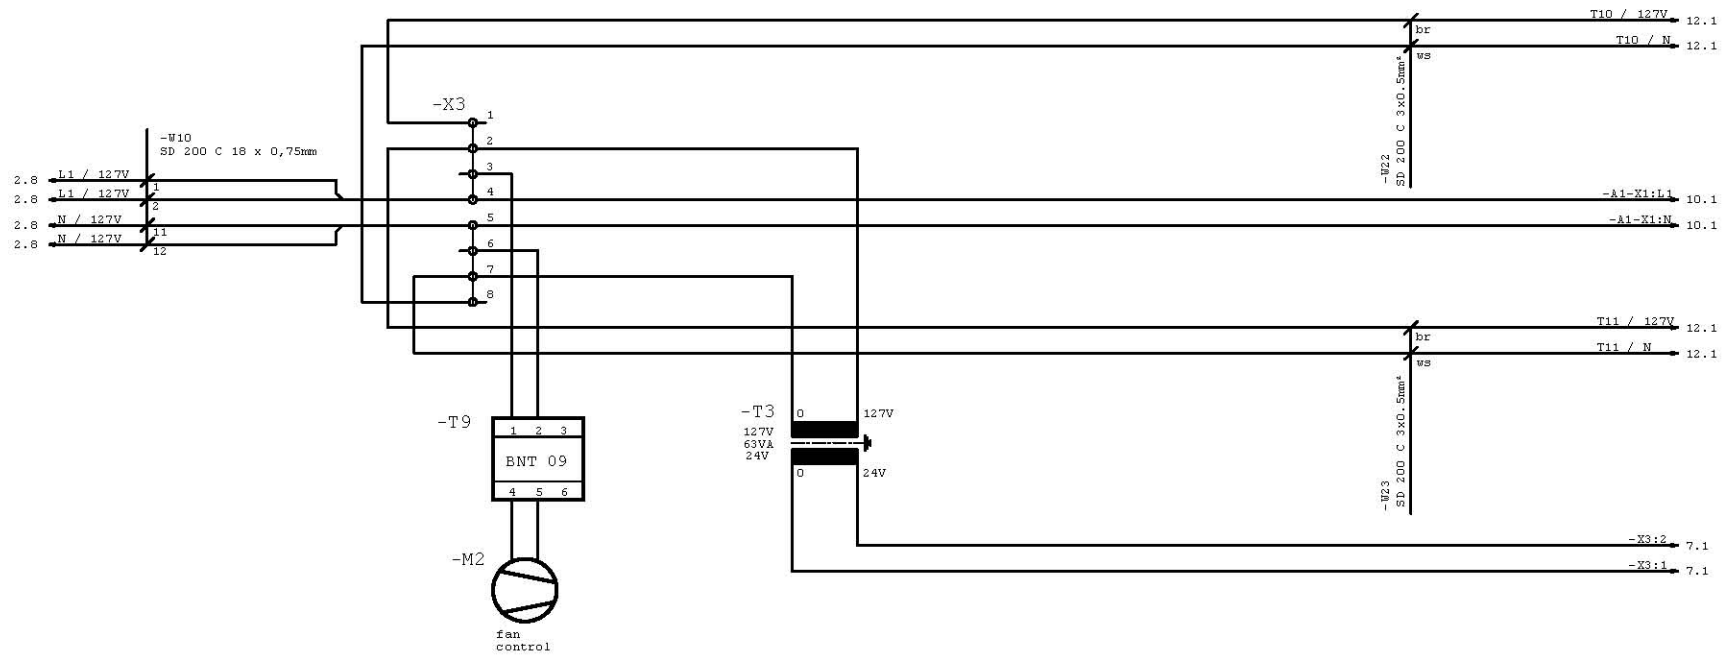 T10 / 127V 12.1
br
T10 / N 12.1
ws
-W22
SD 200 C 3x0.5mm²
-X3
1
2
3
4
5
6
7
8
-W10
SD 200 C 18 x 0,75mm
2.8 L1 / 127V 1
2.8 L1 / 127V 2
2.8 N / 127V 11
2.8 N / 127V 12
-A1-X1:L1 10.1
-A1-X1:N 10.1
T11 / 127V 12.1
br
T11 / N 12.1
ws
-W23
SD 200 C 3x0.5mm²
-T9
1 2 3
BNT 09
4 5 6
-T3
127V
63VA
24V
0 127V
0 24V
-X3:2 7.1
-X3:1 7.1
-M2
fan
control